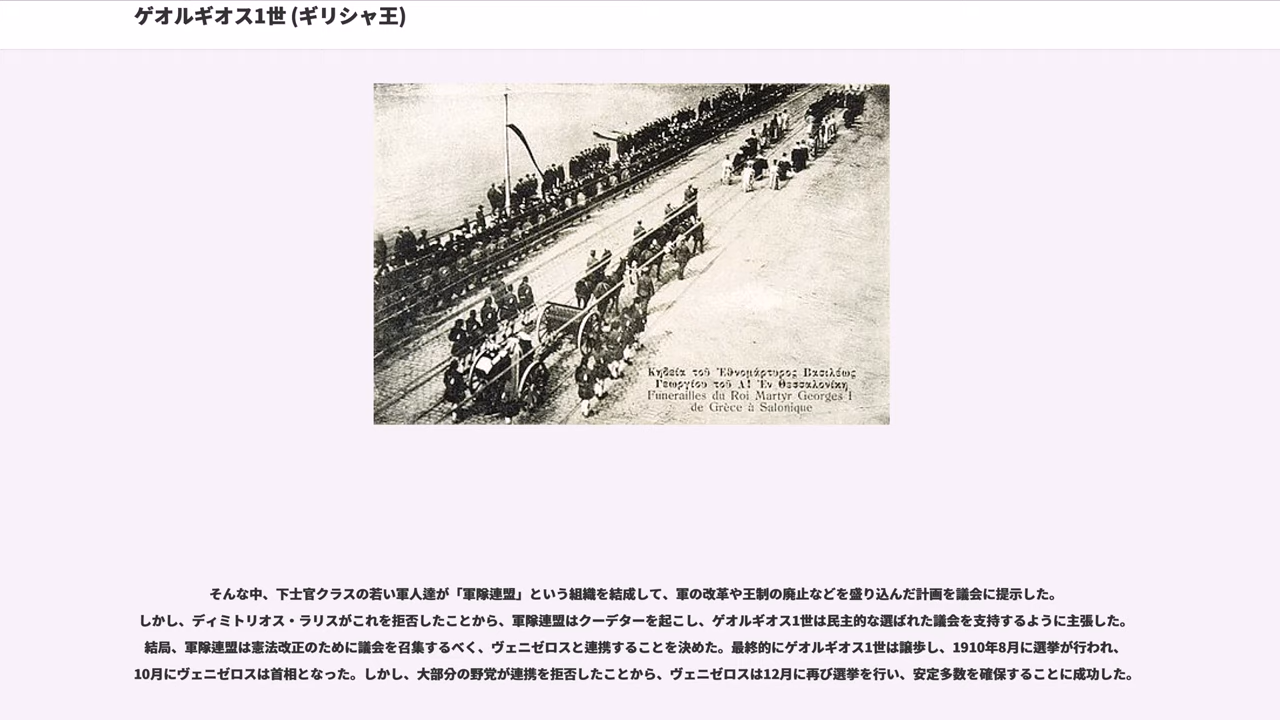 ゲオルギオス1世 (ギリシャ王)
Κηδεία τοῦ Ἐθνομάρτυρος Βασιλέως
Γεωργίου τοῦ Α! Ἐν Θεσσαλονίκῃ
Funerailles du Roi Martyr Georges I
de Grèce à Salonique
そんな中、下士官クラスの若い軍人達が「軍隊連盟」という組織を結成して、軍の改革や王制の廃止などを盛り込んだ計画を議会に提示した。
しかし、ディミトリオス・ラリスがこれを拒否したことから、軍隊連盟はクーデターを起こし、ゲオルギオス1世は民主的な選ばれた議会を支持するように主張した。
結局、軍隊連盟は憲法改正のために議会を召集するべく、ヴェニゼロスと連携することを決めた。最終的にゲオルギオス1世は譲歩し、1910年8月に選挙が行われ、
10月にヴェニゼロスは首相となった。しかし、大部分の野党が連携を拒否したことから、ヴェニゼロスは12月に再び選挙を行い、安定多数を確保することに成功した。